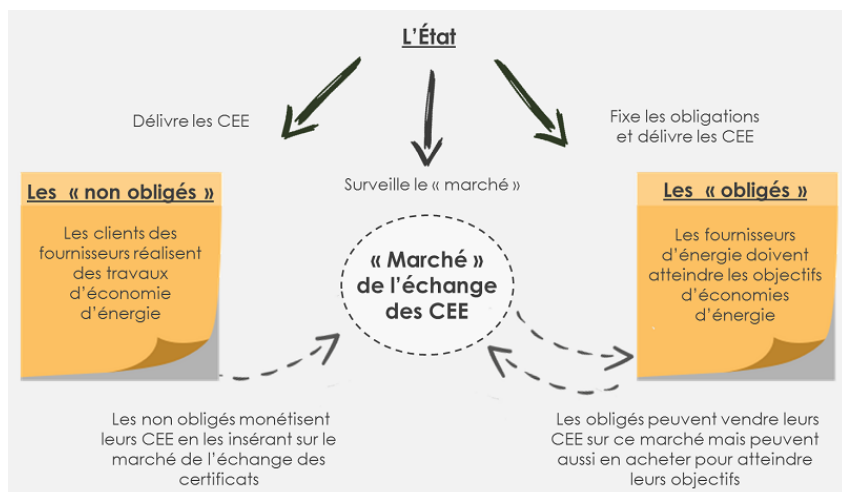 L'État
Délivre les CEE
Fixe les obligations
et délivre les CEE
Surveille le « marché »
Les « non obligés »
Les clients des
fournisseurs réalisent
des travaux
d'économie
d'énergie
« Marché »
de l'échange
des CEE
Les « obligés »
Les fournisseurs
d'énergie doivent
atteindre les objectifs
d'économies
d'énergie
Les non obligés monétisent
leurs CEE en les insérant sur le
marché de l'échange des
certificats
Les obligés peuvent vendre leurs
CEE sur ce marché mais peuvent
aussi en acheter pour atteindre
leurs objectifs